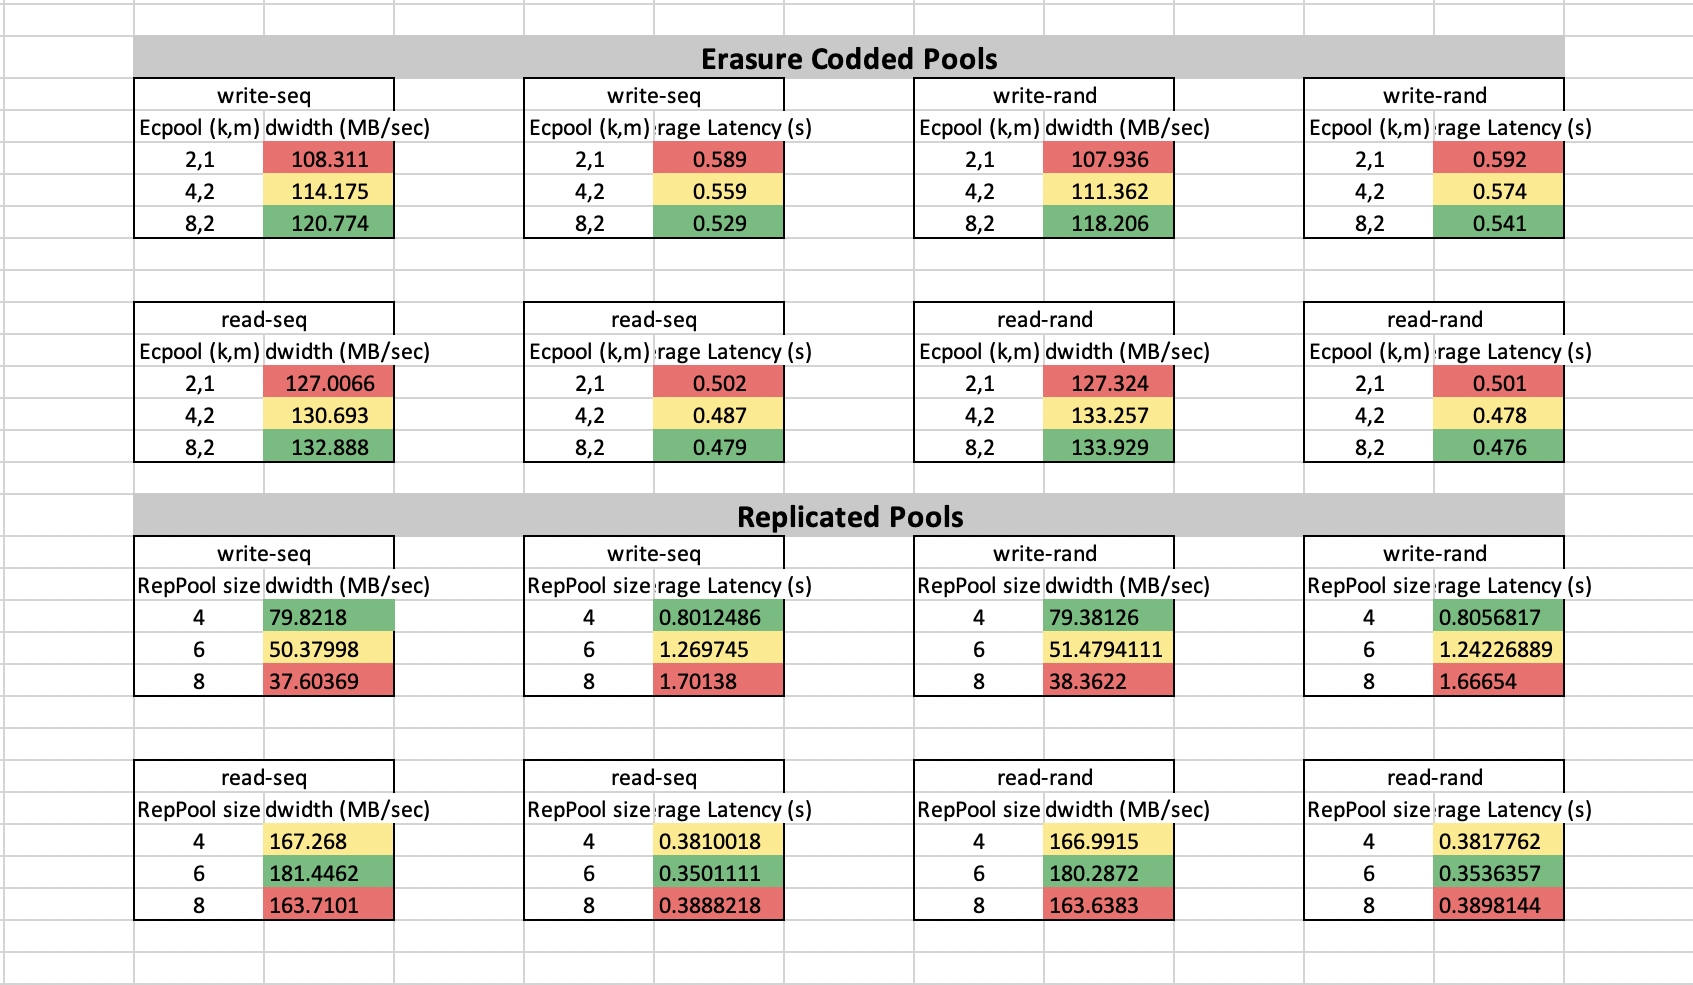 Erasure Codded Pools
write-seq write-seq write-rand write-rand
Ecpool (k,m) dwidth (MB/sec) Ecpool (k,m) rage Latency (s) Ecpool (k,m) dwidth (MB/sec) Ecpool (k,m) rage Latency (s)
2,1 108.311 2,1 0.589 2,1 107.936 2,1 0.592
4,2 114.175 4,2 0.559 4,2 111.362 4,2 0.574
8,2 120.774 8,2 0.529 8,2 118.206 8,2 0.541
read-seq read-seq read-rand read-rand
Ecpool (k,m) dwidth (MB/sec) Ecpool (k,m) rage Latency (s) Ecpool (k,m) dwidth (MB/sec) Ecpool (k,m) rage Latency (s)
2,1 127.0066 2,1 0.502 2,1 127.324 2,1 0.501
4,2 130.693 4,2 0.487 4,2 133.257 4,2 0.478
8,2 132.888 8,2 0.479 8,2 133.929 8,2 0.476
Replicated Pools
write-seq write-seq write-rand write-rand
RepPool size dwidth (MB/sec) RepPool size rage Latency (s) RepPool size dwidth (MB/sec) RepPool size rage Latency (s)
4 79.8218 4 0.8012486 4 79.38126 4 0.8056817
6 50.37998 6 1.269745 6 51.4794111 6 1.24226889
8 37.60369 8 1.70138 8 38.3622 8 1.66654
read-seq read-seq read-rand read-rand
RepPool size dwidth (MB/sec) RepPool size rage Latency (s) RepPool size dwidth (MB/sec) RepPool size rage Latency (s)
4 167.268 4 0.3810018 4 166.9915 4 0.3817762
6 181.4462 6 0.3501111 6 180.2872 6 0.3536357
8 163.7101 8 0.3888218 8 163.6383 8 0.3898144